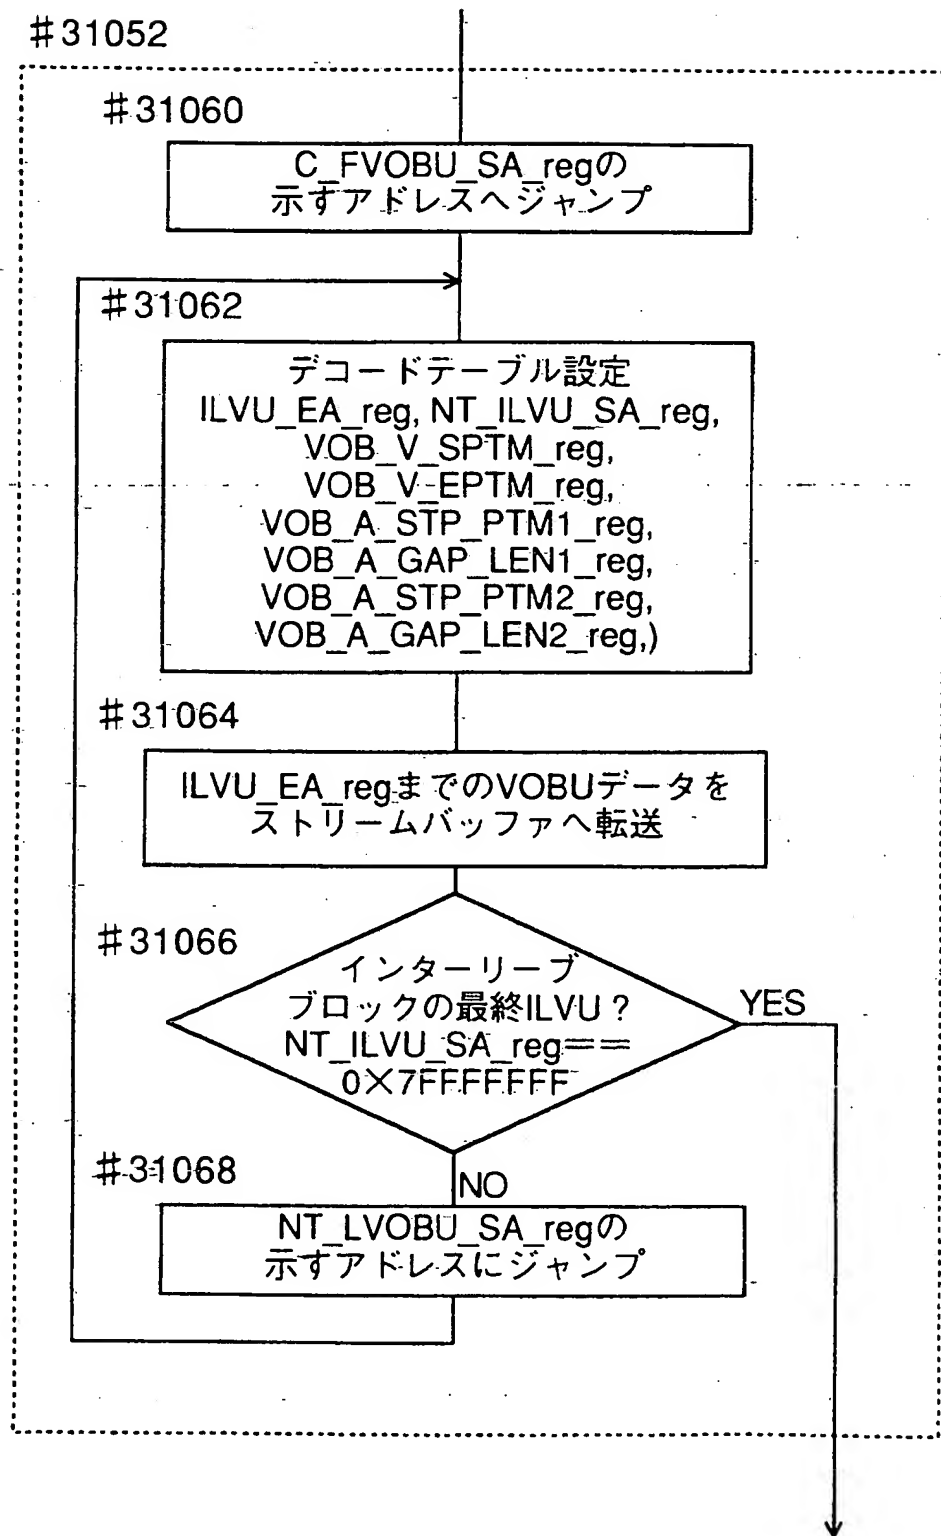 #31052
#31060
C_FVOBU_SA_regの
示すアドレスへジャンプ
#31062
デコードテーブル設定
ILVU_EA_reg, NT_ILVU_SA_reg,
VOB_V_SPTM_reg,
VOB_V_EPTM_reg,
VOB_A_STP_PTM1_reg,
VOB_A_GAP_LEN1_reg,
VOB_A_STP_PTM2_reg,
VOB_A_GAP_LEN2_reg,)
#31064
ILVU_EA_regまでのVOBUデータを
ストリームバッファへ転送
#31066
インターリーブ
ブロックの最終ILVU?
NT_ILVU_SA_reg==
0×7FFFFFFF
YES
#31068
NO
NT_LVOBU_SA_regの
示すアドレスにジャンプ